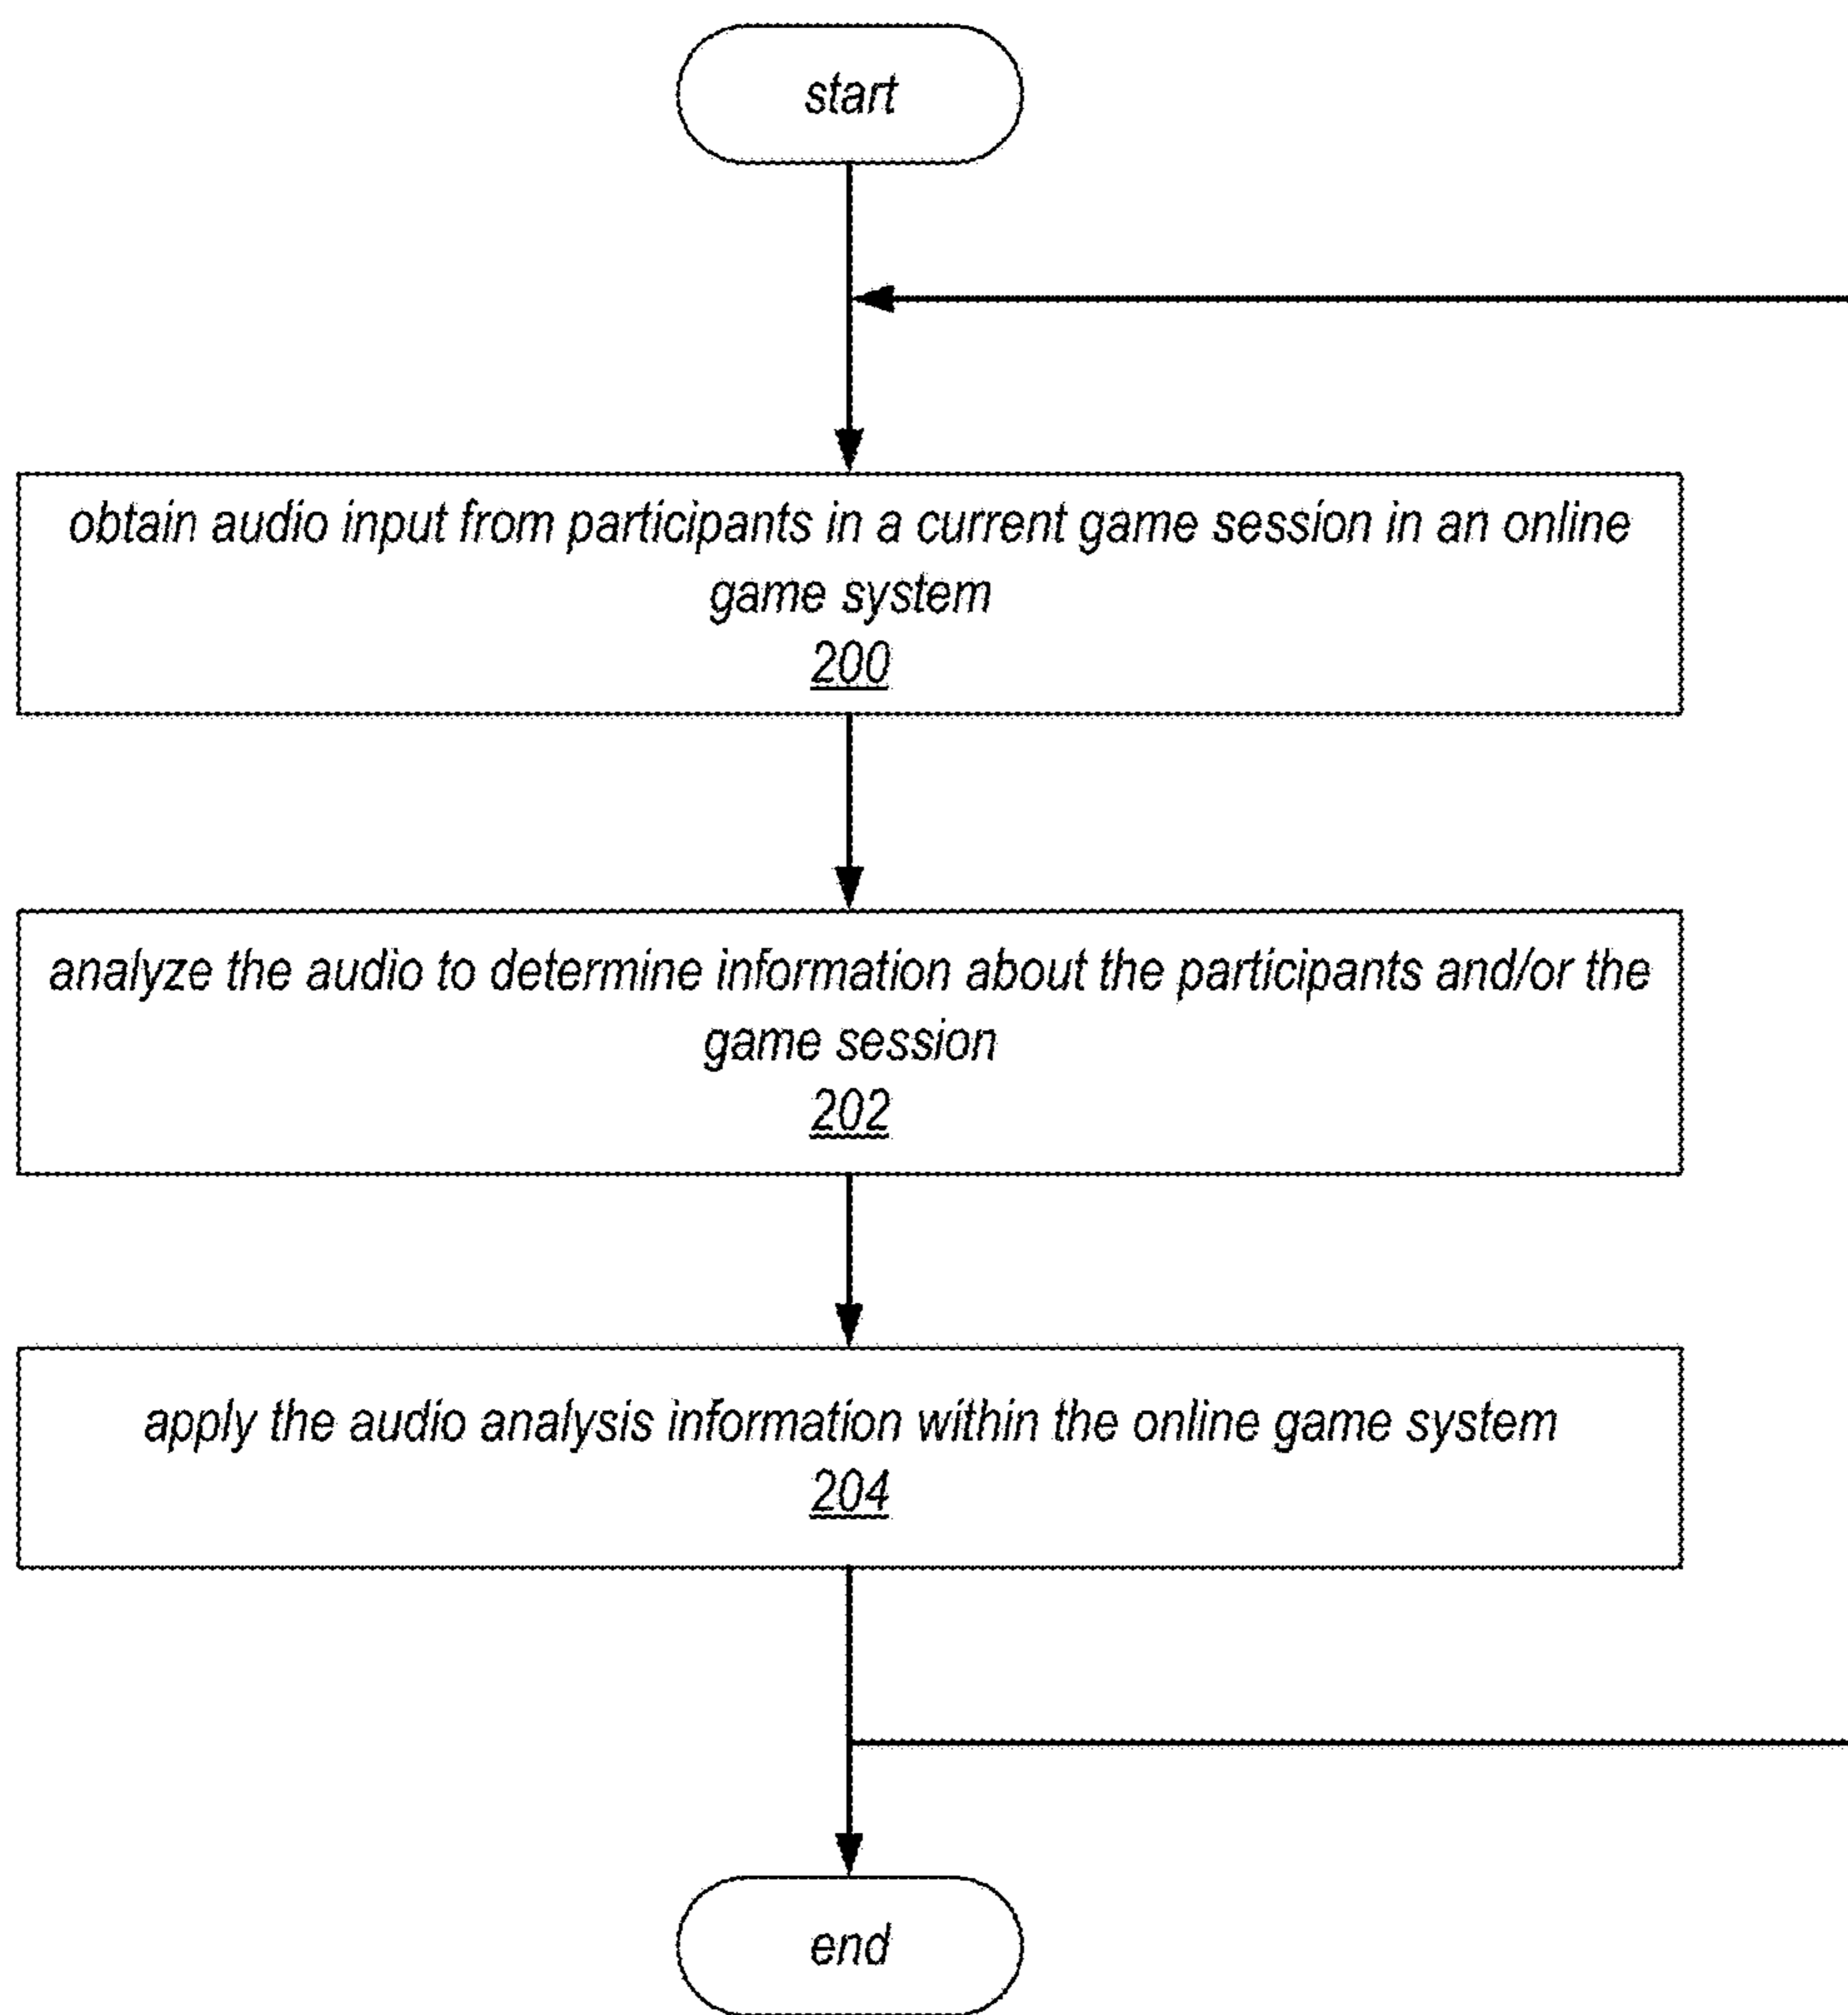 start
obtain audio input from participants in a current game session in an online
game system
200
analyze the audio to determine information about the participants and/or the
game session
202
apply the audio analysis information within the online game system
204
end